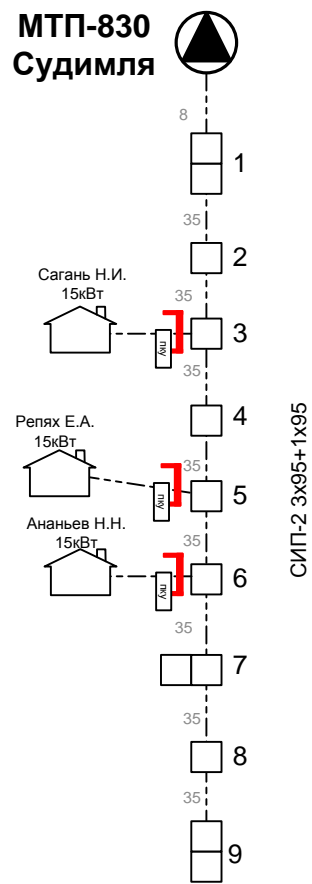 МТП-830
Судимля
8
1
35
2
Сагань Н.И.
15кВт
35
3
пку
35
4
Репях Е.А.
15кВт
35
5
пку
СИП-2 3х95+1х95
Ананьев Н.Н.
15кВт
35
6
пку
35
7
35
8
35
9